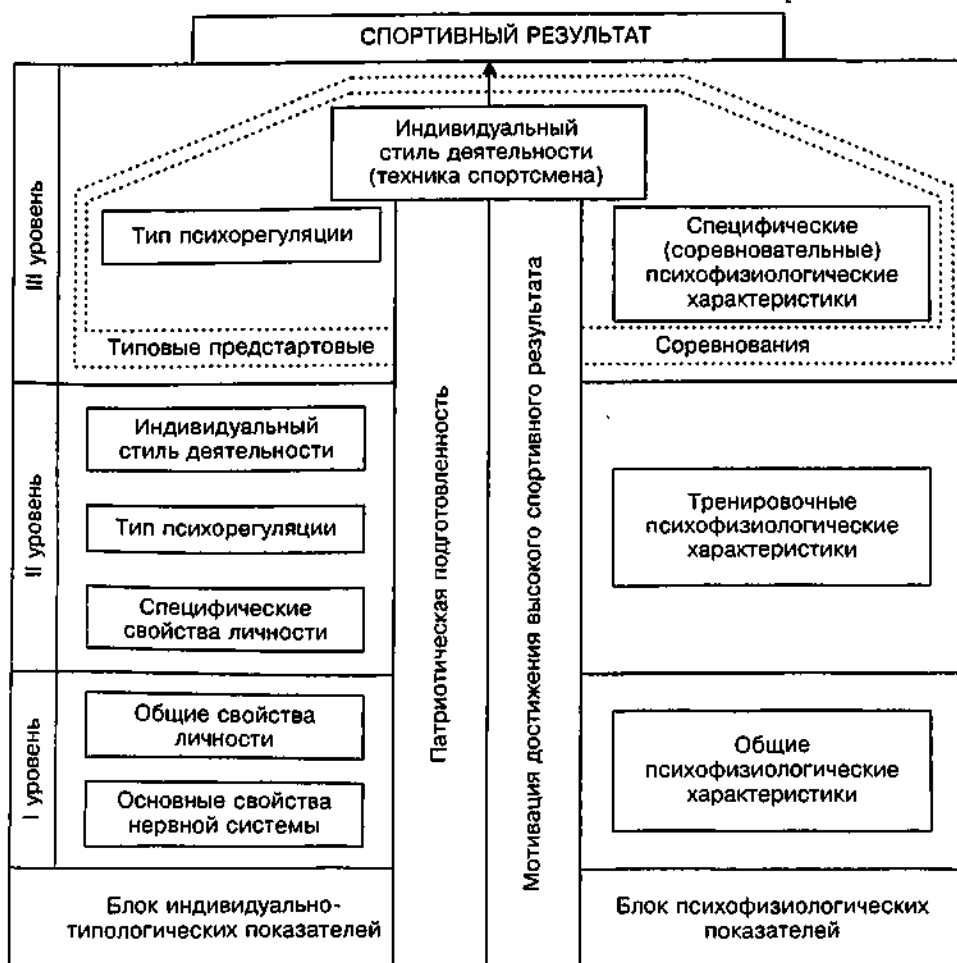 СПОРТИВНЫЙ РЕЗУЛЬТАТ
Индивидуальный
стиль деятельности
(техника спортсмена)
III уровень
Тип психорегуляции
Специфические
(соревновательные)
психофизиологические
характеристики
Типовые предстартовые
Соревнования
II уровень
Индивидуальный
стиль деятельности
Тип психорегуляции
Специфические
свойства личности
Патриотическая подготовленность
Мотивация достижения высокого спортивного результата
Тренировочные
психофизиологические
характеристики
I уровень
Общие свойства
личности
Основные свойства
нервной системы
Общие
психофизиологические
характеристики
Блок индивидуально-
типологических показателей
Блок психофизиологических
показателей